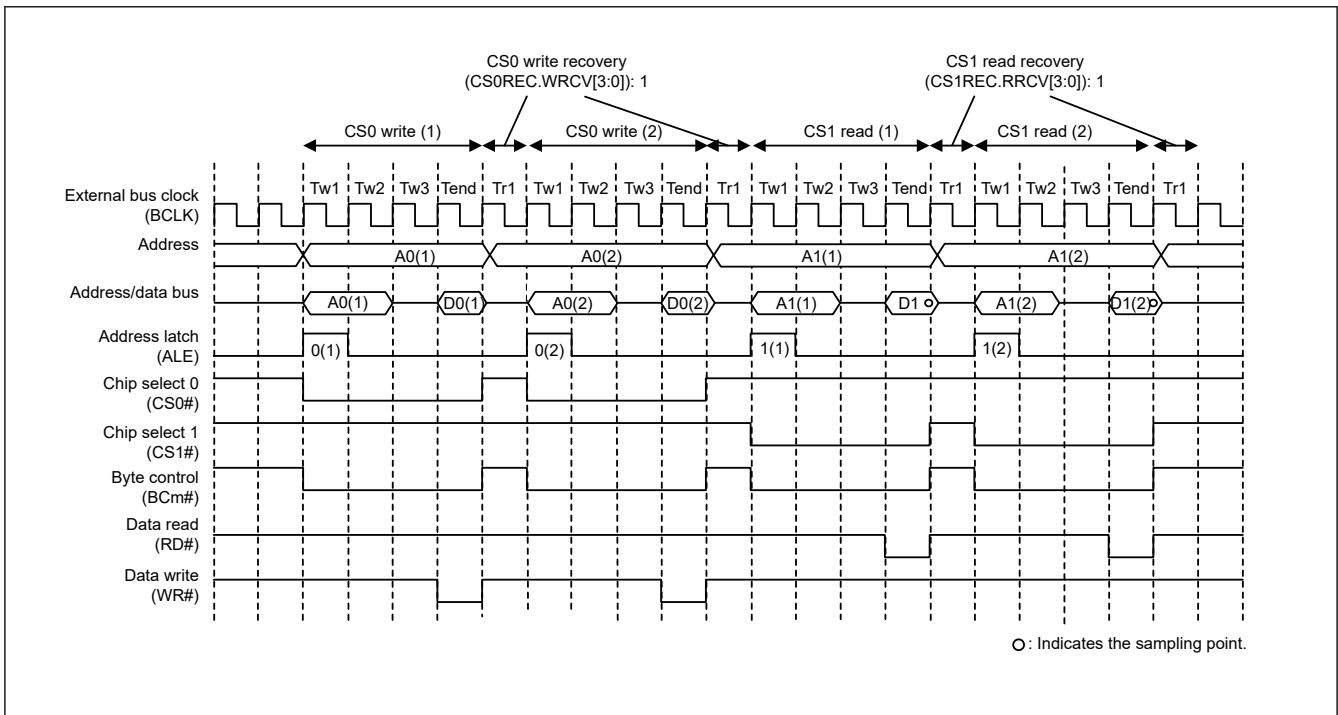 CS0 write recovery
(CS0REC.WRCV[3:0]): 1
CS1 read recovery
(CS1REC.RRCV[3:0]): 1
CS0 write (1)
CS0 write (2)
CS1 read (1)
CS1 read (2)
Tw1 Tw2 Tw3 Tend Tr1 Tw1 Tw2 Tw3 Tend Tr1 Tw1 Tw2 Tw3 Tend Tr1 Tw1 Tw2 Tw3 Tend Tr1
External bus clock
(BCLK)
Address
A0(1) A0(2) A1(1) A1(2)
Address/data bus
A0(1) D0(1) A0(2) D0(2) A1(1) D1 A1(2) D1(2)
Address latch
(ALE)
0(1) 0(2) 1(1) 1(2)
Chip select 0
(CS0#)
Chip select 1
(CS1#)
Byte control
(BCm#)
Data read
(RD#)
Data write
(WR#)
: Indicates the sampling point.